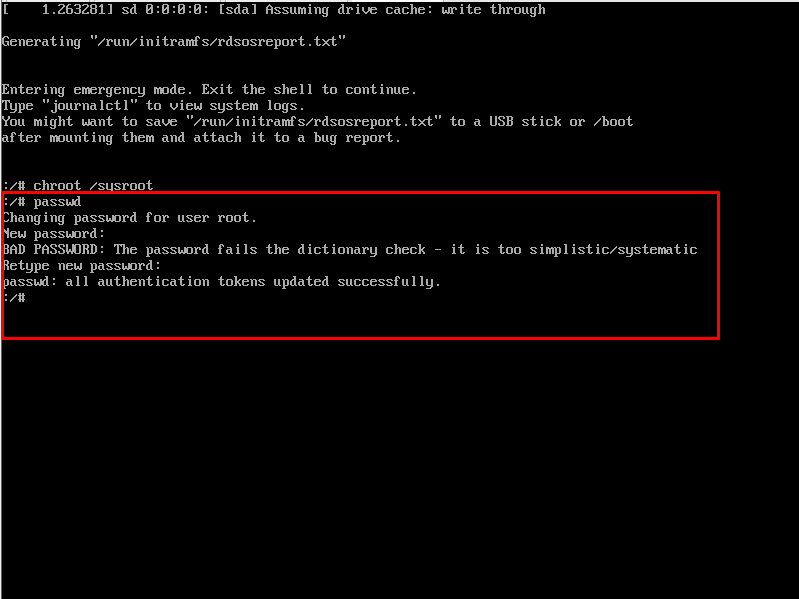 [    1.263281] sd 0:0:0:0: [sda] Assuming drive cache: write through
Generating "/run/initramfs/rdsosreport.txt"
Entering emergency mode. Exit the shell to continue.
Type "journalctl" to view system logs.
You might want to save "/run/initramfs/rdsosreport.txt" to a USB stick or /boot
after mounting them and attach it to a bug report.
:/# chroot /sysroot
:/# passwd
Changing password for user root.
New password:
BAD PASSWORD: The password fails the dictionary check - it is too simplistic/systematic
Retype new password:
passwd: all authentication tokens updated successfully.
:/#